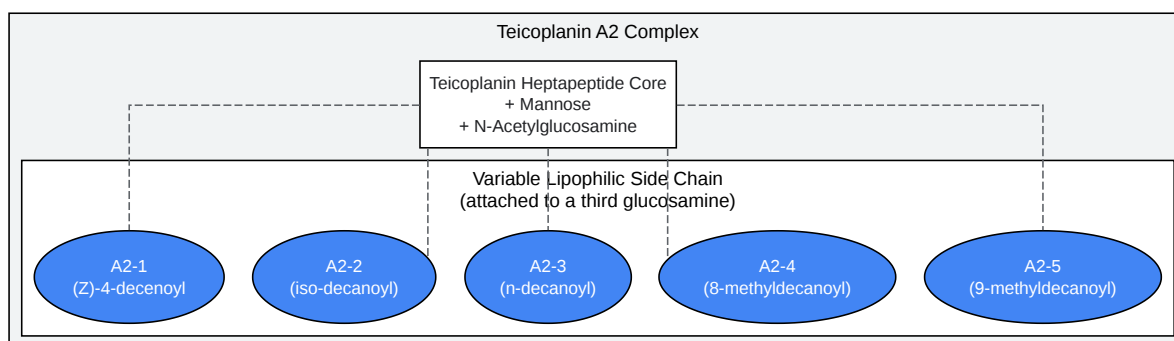 Teicoplanin A2 Complex
Teicoplanin Heptapeptide Core
+ Mannose
+ N-Acetylglucosamine
Variable Lipophilic Side Chain
(attached to a third glucosamine)
A2-1
(Z)-4-decenoyl
A2-2
(iso-decanoyl)
A2-3
(n-decanoyl)
A2-4
(8-methyldecanoyl)
A2-5
(9-methyldecanoyl)